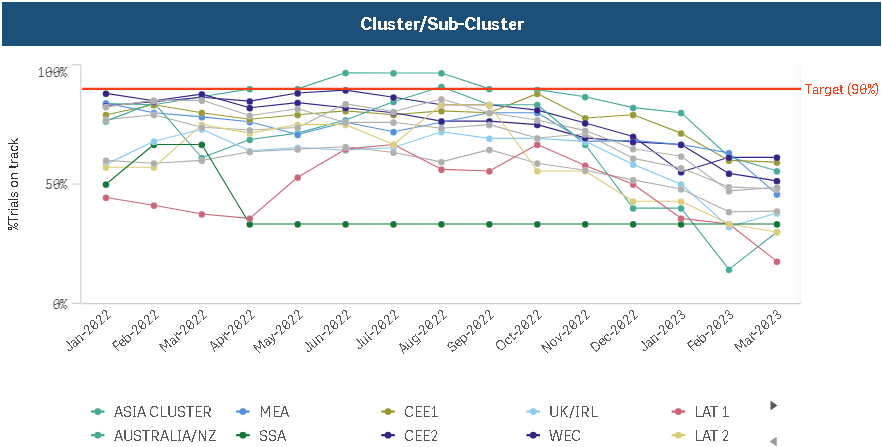 Cluster/Sub-Cluster
100%
Target (90%)
%Trials on track
50%
0%
Jan-2022 Feb-2022 Mar-2022 Apr-2022 May-2022 Jun-2022 Jul-2022 Aug-2022 Sep-2022 Oct-2022 Nov-2022 Dec-2022 Jan-2023 Feb-2023 Mar-2023
ASIA CLUSTER MEA CEE1 UK/IRL LAT 1
AUSTRALIA/NZ SSA CEE2 WEC LAT 2